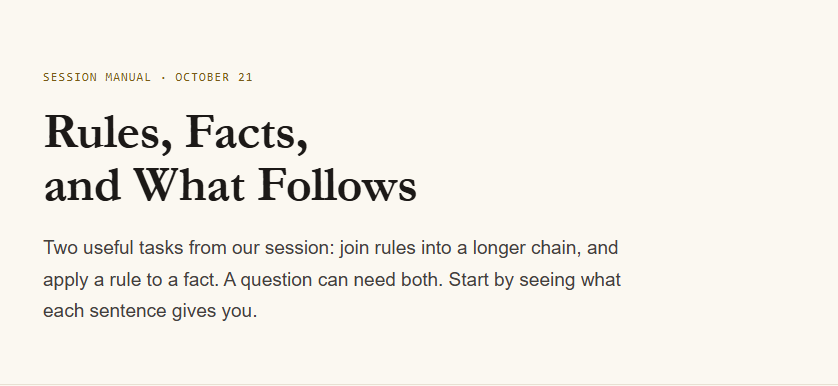 SESSION MANUAL · OCTOBER 21
Rules, Facts,
and What Follows
Two useful tasks from our session: join rules into a longer chain, and
apply a rule to a fact. A question can need both. Start by seeing what
each sentence gives you.